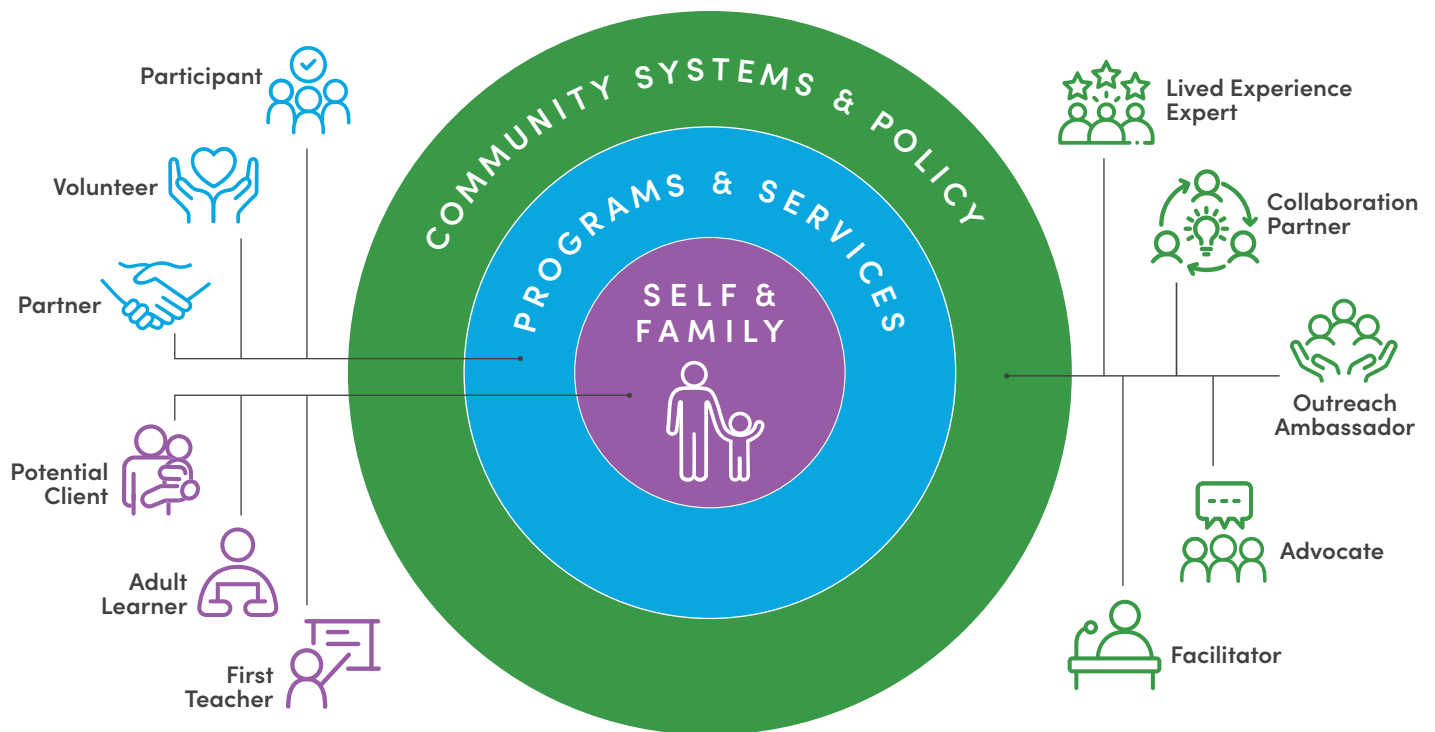 COMMUNITY SYSTEMS & POLICY
PROGRAMS & SERVICES
SELF &
FAMILY
Participant
Volunteer
Partner
Potential
Client
Adult
Learner
First
Teacher
Lived Experience
Expert
Collaboration
Partner
Outreach
Ambassador
Advocate
Facilitator